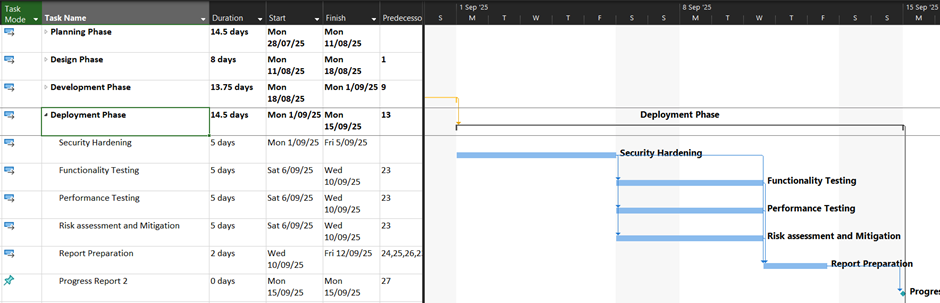 Task Mode Task Name Duration Start Finish Predecesso
1 Sep '25 8 Sep '25 15 Sep '25
S M T W T F S S M T W T F S S M
Planning Phase 14.5 days Mon 28/07/25 Mon 11/08/25
Design Phase 8 days Mon 11/08/25 Mon 18/08/25 1
Development Phase 13.75 days Mon 18/08/25 Mon 1/09/25 9
Deployment Phase 14.5 days Mon 1/09/25 Mon 15/09/25 13 Deployment Phase
Security Hardening 5 days Mon 1/09/25 Fri 5/09/25 Security Hardening
Functionality Testing 5 days Sat 6/09/25 Wed 10/09/25 23 Functionality Testing
Performance Testing 5 days Sat 6/09/25 Wed 10/09/25 23 Performance Testing
Risk assessment and Mitigation 5 days Sat 6/09/25 Wed 10/09/25 23 Risk assessment and Mitigation
Report Preparation 2 days Wed 10/09/25 Fri 12/09/25 24,25,26,2 Report Preparation
Progress Report 2 0 days Mon 15/09/25 Mon 15/09/25 27 Progres